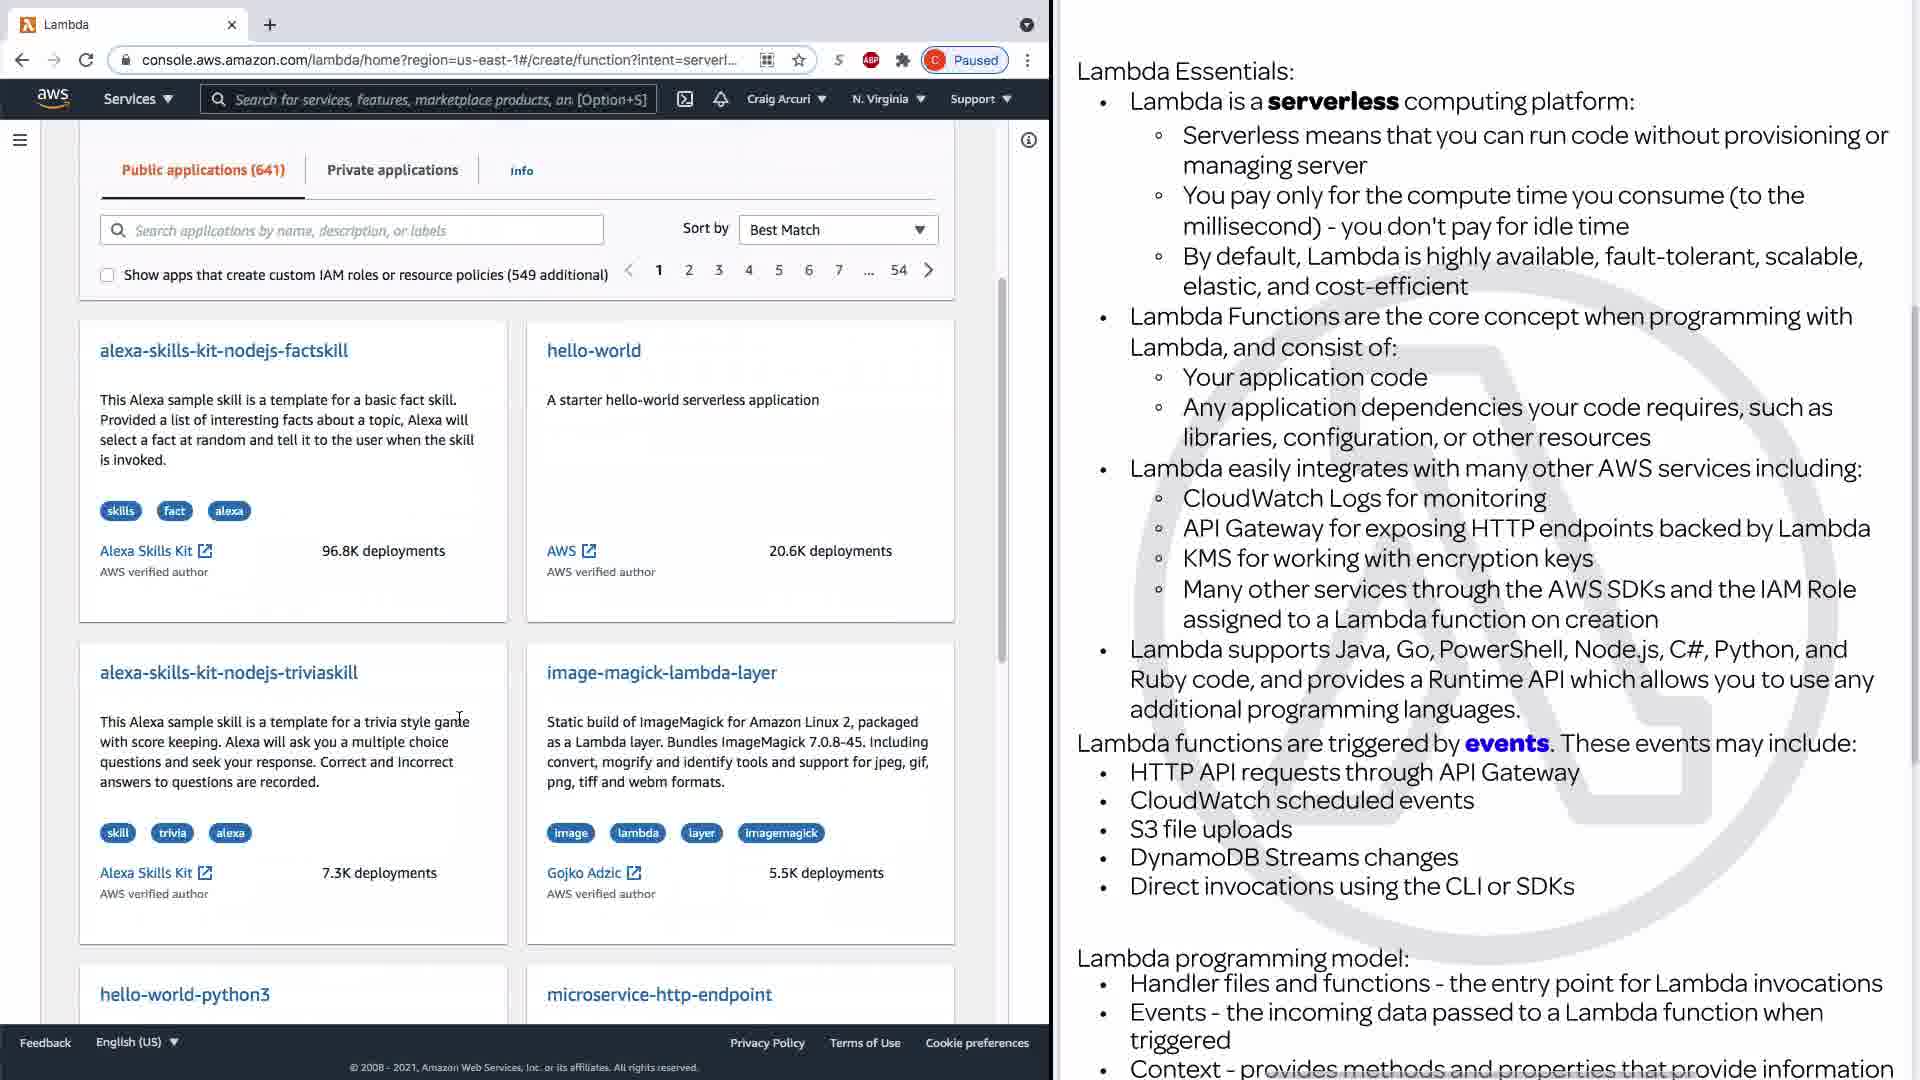 Lambda
console.aws.amazon.com/lambda/home?region=us-east-1#/create/function?intent=serverl...
ABP
C Paused
aws
Services
Search for services, features, marketplace products, an [Option+S]
Craig Arcuri
N. Virginia
Support
Public applications (641)
Private applications
Info
Search applications by name, description, or labels
Sort by
Best Match
Show apps that create custom IAM roles or resource policies (549 additional)
1 2 3 4 5 6 7 ... 54
alexa-skills-kit-nodejs-factskill
This Alexa sample skill is a template for a basic fact skill.
Provided a list of interesting facts about a topic, Alexa will
select a fact at random and tell it to the user when the skill
is invoked.
skills fact alexa
Alexa Skills Kit
96.8K deployments
AWS verified author
hello-world
A starter hello-world serverless application
AWS
20.6K deployments
AWS verified author
alexa-skills-kit-nodejs-triviaskill
This Alexa sample skill is a template for a trivia style game
with score keeping. Alexa will ask you a multiple choice
questions and seek your response. Correct and incorrect
answers to questions are recorded.
skill trivia alexa
Alexa Skills Kit
7.3K deployments
AWS verified author
image-magick-lambda-layer
Static build of ImageMagick for Amazon Linux 2, packaged
as a Lambda layer. Bundles ImageMagick 7.0.8-45. Including
convert, mogrify and identify tools and support for jpeg, gif,
png, tiff and webm formats.
image lambda layer imagemagick
Gojko Adzic
5.5K deployments
AWS verified author
hello-world-python3
microservice-http-endpoint
Feedback
English (US)
Privacy Policy
Terms of Use
Cookie preferences
© 2008 - 2021, Amazon Web Services, Inc. or its affiliates. All rights reserved.
Lambda Essentials:
• Lambda is a serverless computing platform:
◦ Serverless means that you can run code without provisioning or
managing server
◦ You pay only for the compute time you consume (to the
millisecond) - you don't pay for idle time
◦ By default, Lambda is highly available, fault-tolerant, scalable,
elastic, and cost-efficient
• Lambda Functions are the core concept when programming with
Lambda, and consist of:
◦ Your application code
◦ Any application dependencies your code requires, such as
libraries, configuration, or other resources
• Lambda easily integrates with many other AWS services including:
◦ CloudWatch Logs for monitoring
◦ API Gateway for exposing HTTP endpoints backed by Lambda
◦ KMS for working with encryption keys
◦ Many other services through the AWS SDKs and the IAM Role
assigned to a Lambda function on creation
• Lambda supports Java, Go, PowerShell, Node.js, C#, Python, and
Ruby code, and provides a Runtime API which allows you to use any
additional programming languages.
Lambda functions are triggered by events. These events may include:
• HTTP API requests through API Gateway
• CloudWatch scheduled events
• S3 file uploads
• DynamoDB Streams changes
• Direct invocations using the CLI or SDKs
Lambda programming model:
• Handler files and functions - the entry point for Lambda invocations
• Events - the incoming data passed to a Lambda function when
triggered
• Context - provides methods and properties that provide information